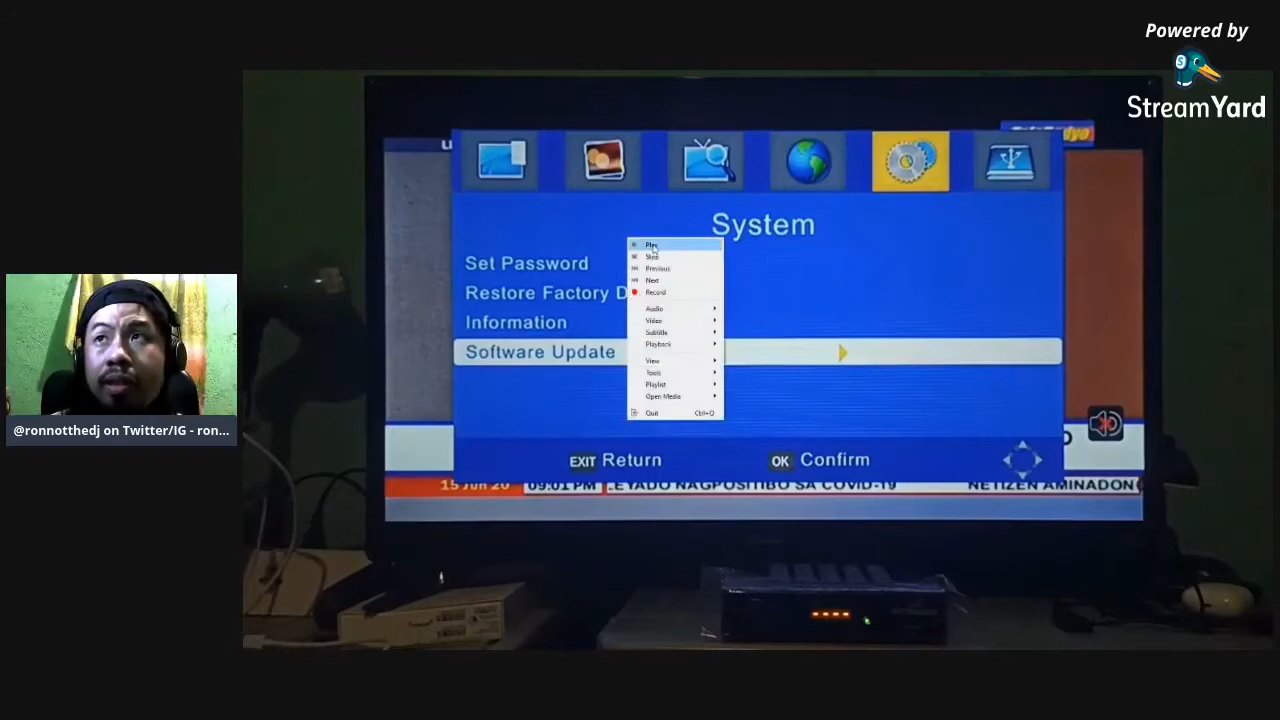 Powered by
StreamYard
System
Set Password
Restore Factory D
Information
Software Update
Play
Stop
Previous
Next
Record
Audio
Video
Subtitle
Playback
View
Tools
Playlist
Open Media
Quit Ctrl+Q
EXIT Return
OK Confirm
15 Jun 20 09:01 PM LEYADO NAGPOSITIBO SA COVID-19 NETIZEN AMINADON
@ronnotthedj on Twitter/IG - ron...